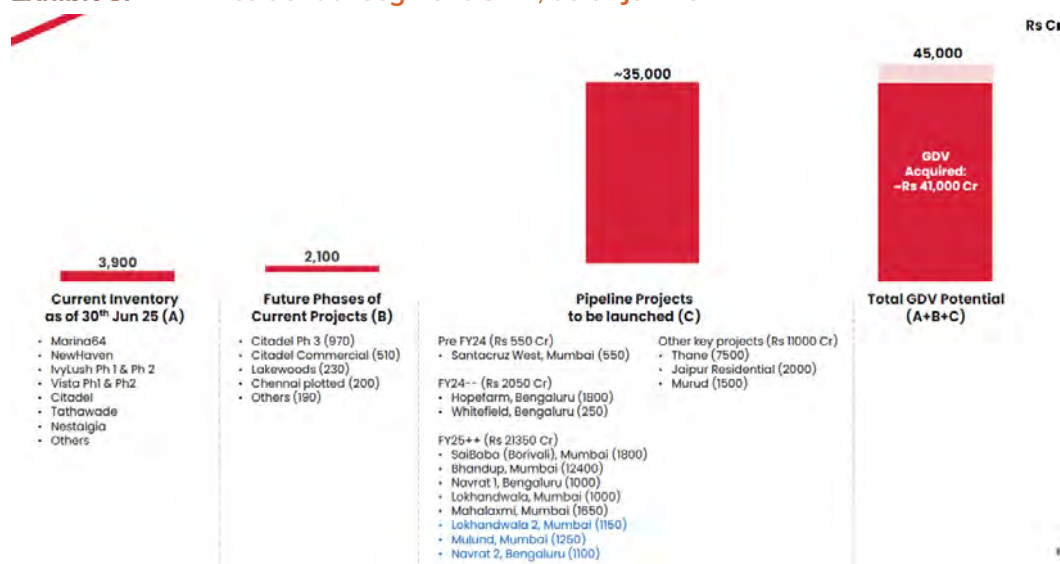 Rs Cr
45,000
~35,000
GDV
Acquired:
~Rs 41,000 Cr
3,900
2,100
Current Inventory
as of 30th Jun 25 (A)
• Marina64
• NewHaven
• IvyLush Ph 1 & Ph 2
• Vista Ph1 & Ph2
• Citadel
• Tathawade
• Nestalgia
• Others
Future Phases of
Current Projects (B)
• Citadel Ph 3 (970)
• Citadel Commercial (510)
• Lakewoods (230)
• Chennai plotted (200)
• Others (190)
Pipeline Projects
to be launched (C)
Pre FY24 (Rs 550 Cr)
• Santacruz West, Mumbai (550)
FY24-- (Rs 2050 Cr)
• Hopefarm, Bengaluru (1800)
• Whitefield, Bengaluru (250)
FY25++ (Rs 21350 Cr)
• SaiBaba (Borivali), Mumbai (1800)
• Bhandup, Mumbai (12400)
• Navrat 1, Bengaluru (1000)
• Lokhandwala, Mumbai (1000)
• Mahalaxmi, Mumbai (1650)
• Lokhandwala 2, Mumbai (1150)
• Mulund, Mumbai (1250)
• Navrat 2, Bengaluru (1100)
Other key projects (Rs 11000 Cr)
• Thane (7500)
• Jaipur Residential (2000)
• Murud (1500)
Total GDV Potential
(A+B+C)